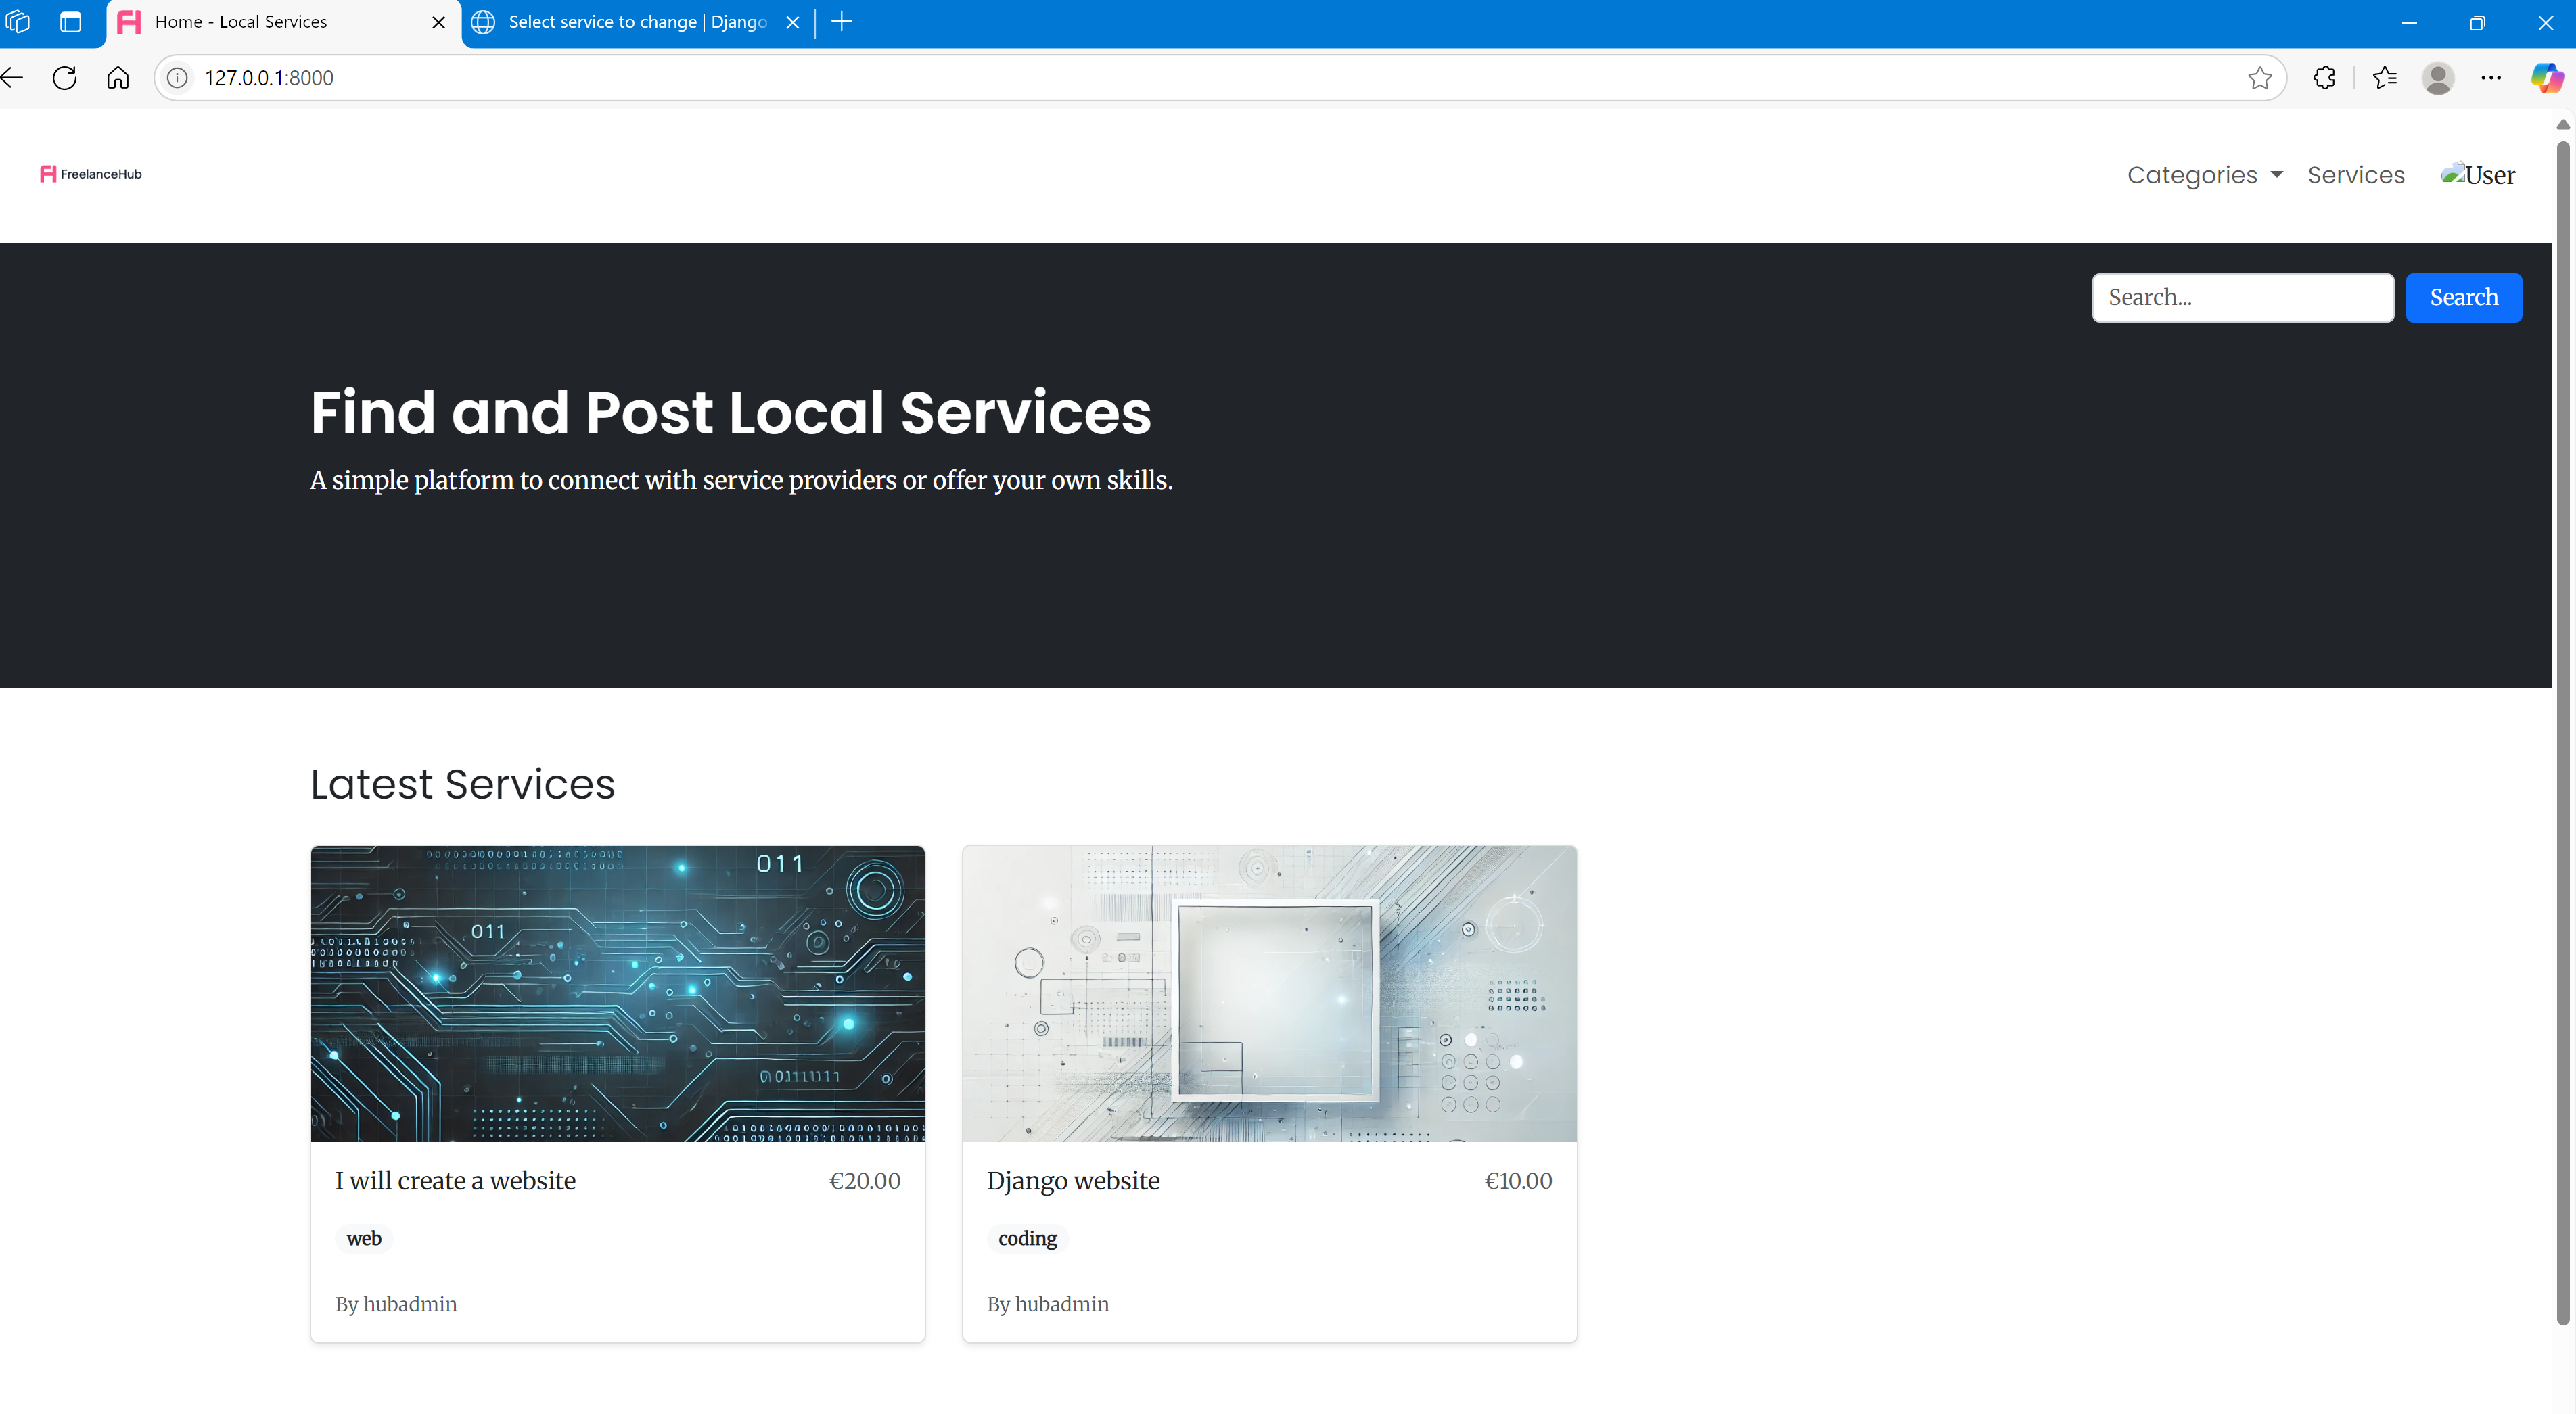 Home - Local Services
Select service to change | Django
127.0.0.1:8000
FreelanceHub
Categories
Services
User
Search...
Search
Find and Post Local Services
A simple platform to connect with service providers or offer your own skills.
Latest Services
011
011
I will create a website
€20.00
web
By hubadmin
Django website
€10.00
coding
By hubadmin